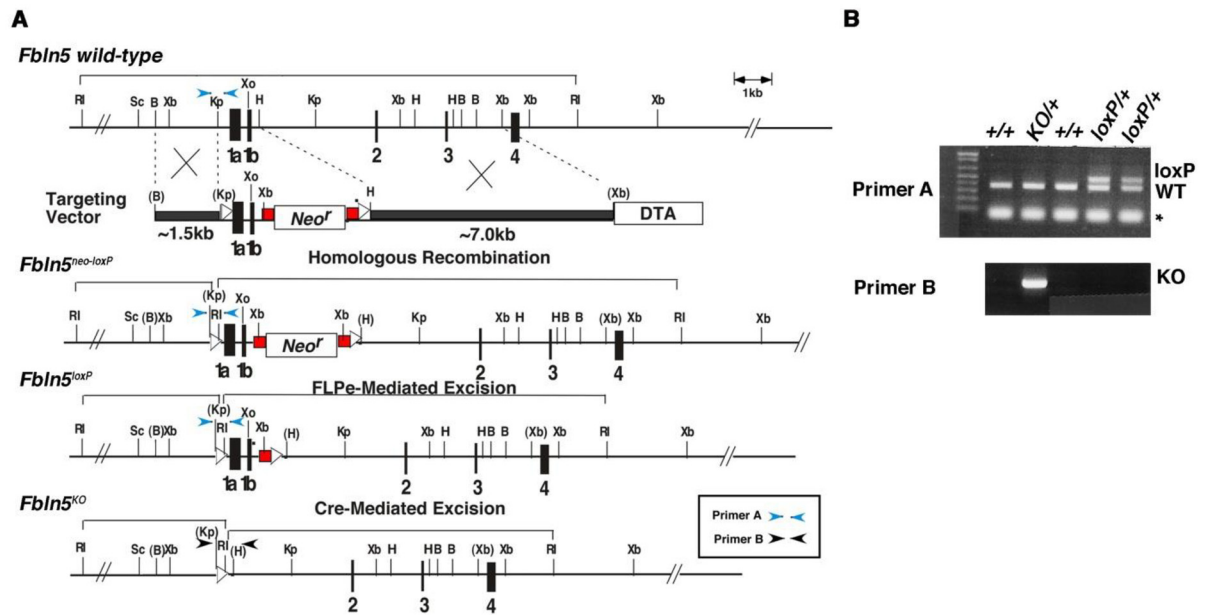 A
Fbln5 wild-type
1kb
RI Sc B Xb Kp Xo H Kp Xb H H B B Xb Xb RI Xb
1a 1b 2 3 4
Targeting Vector
(B) (Kp) Xo Xb H (Xb)
Neoʳ DTA
~1.5kb 1a 1b ~7.0kb
Homologous Recombination
Fbln5ⁿᵉᵒ⁻ˡᵒˣᴾ
RI Sc (B) Xb (Kp) RI Xo Xb Xb (H) Kp Xb H H B B (Xb) Xb RI Xb
Neoʳ
1a 1b 2 3 4
FLPe-Mediated Excision
Fbln5ˡᵒˣᴾ
RI Sc (B) Xb (Kp) RI Xo Xb (H) Kp Xb H H B B (Xb) Xb RI Xb
1a 1b 2 3 4
Cre-Mediated Excision
Fbln5ᴷᴼ
RI Sc (B) Xb (Kp) RI (H) Kp Xb H H B B (Xb) Xb RI Xb
2 3 4
Primer A
Primer B
B
+/+ KO/+ +/+ loxP/+ loxP/+
Primer A
loxP
WT
*
Primer B
KO